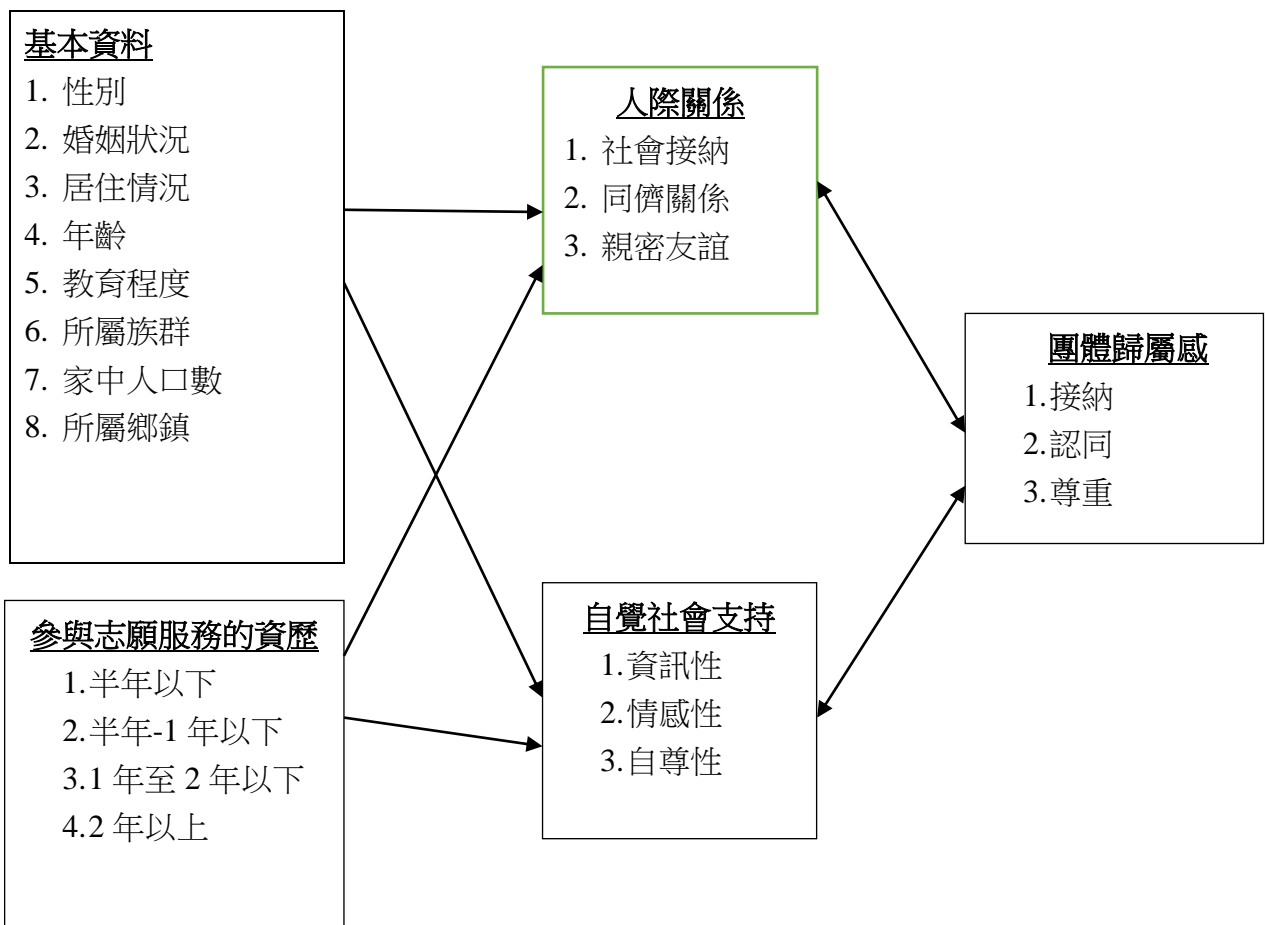 基本資料
1. 性別
2. 婚姻狀況
3. 居住情況
4. 年齡
5. 教育程度
6. 所屬族群
7. 家中人口數
8. 所屬鄉鎮
參與志願服務的資歷
1.半年以下
2.半年-1 年以下
3.1 年至 2 年以下
4.2 年以上
人際關係
1. 社會接納
2. 同儕關係
3. 親密友誼
自覺社會支持
1.資訊性
2.情感性
3.自尊性
團體歸屬感
1.接納
2.認同
3.尊重